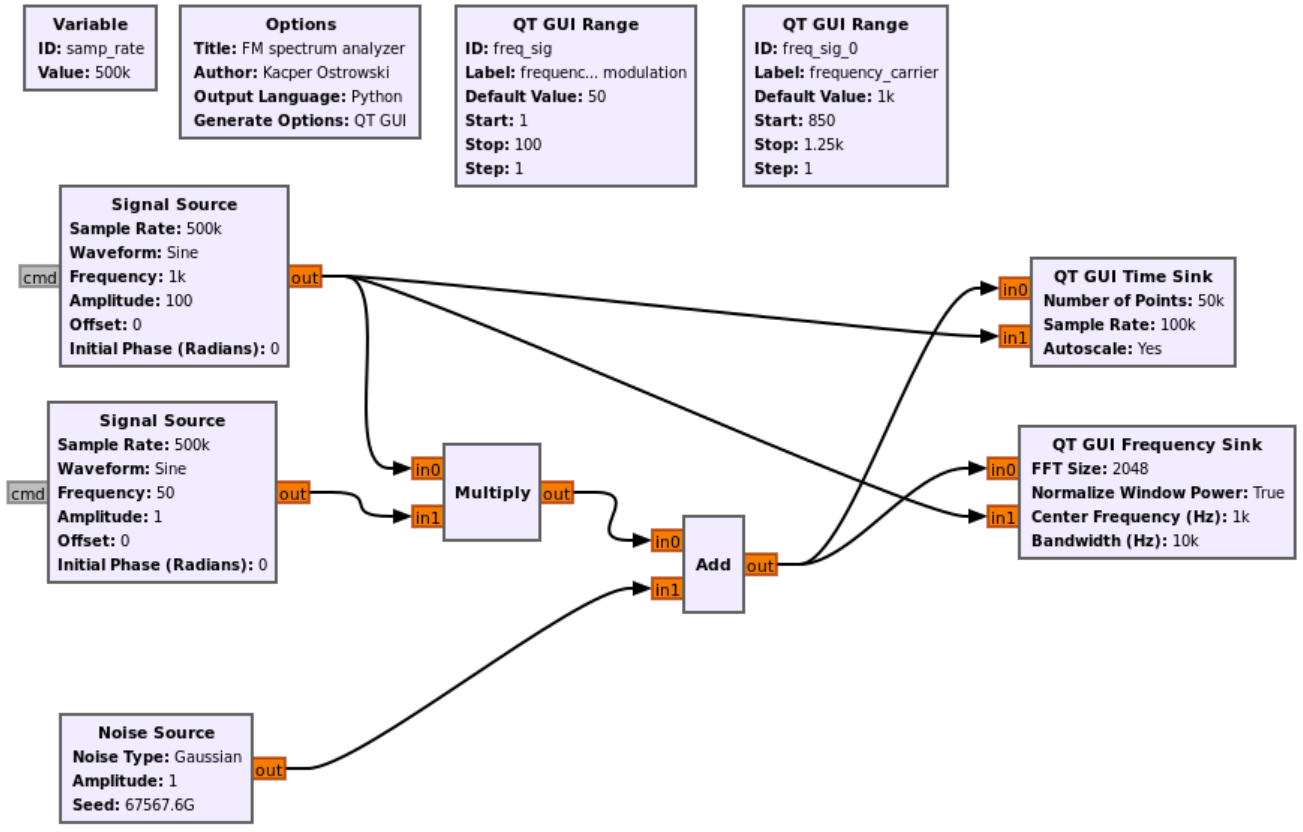 Variable
ID: samp_rate
Value: 500k
Options
Title: FM spectrum analyzer
Author: Kacper Ostrowski
Output Language: Python
Generate Options: QT GUI
QT GUI Range
ID: freq_sig
Label: frequenc... modulation
Default Value: 50
Start: 1
Stop: 100
Step: 1
QT GUI Range
ID: freq_sig_0
Label: frequency_carrier
Default Value: 1k
Start: 850
Stop: 1.25k
Step: 1
Signal Source
Sample Rate: 500k
Waveform: Sine
Frequency: 1k
Amplitude: 100
Offset: 0
Initial Phase (Radians): 0
cmd
out
QT GUI Time Sink
Number of Points: 50k
Sample Rate: 100k
Autoscale: Yes
in0
in1
Signal Source
Sample Rate: 500k
Waveform: Sine
Frequency: 50
Amplitude: 1
Offset: 0
Initial Phase (Radians): 0
cmd
out
in0
in1
Multiply
out
in0
in1
Add
out
QT GUI Frequency Sink
FFT Size: 2048
Normalize Window Power: True
Center Frequency (Hz): 1k
Bandwidth (Hz): 10k
in0
in1
Noise Source
Noise Type: Gaussian
Amplitude: 1
Seed: 67567.6G
out